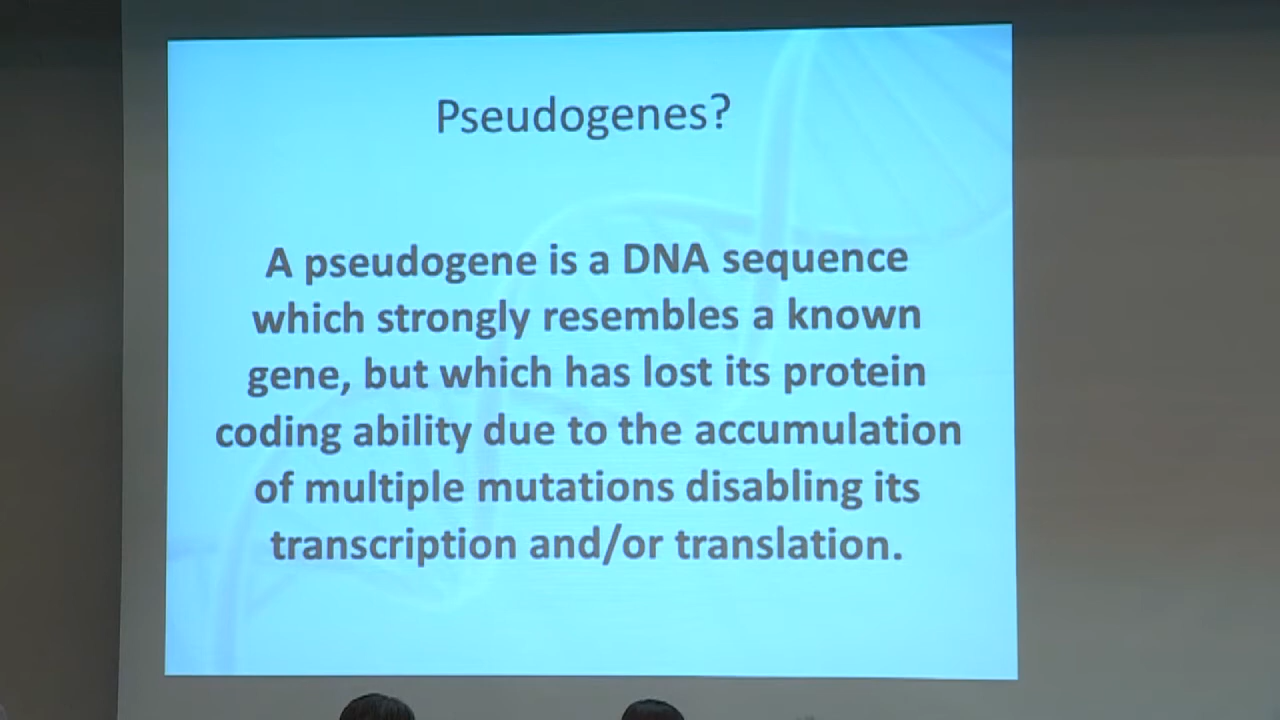 Pseudogenes?
A pseudogene is a DNA sequence
which strongly resembles a known
gene, but which has lost its protein
coding ability due to the accumulation
of multiple mutations disabling its
transcription and/or translation.